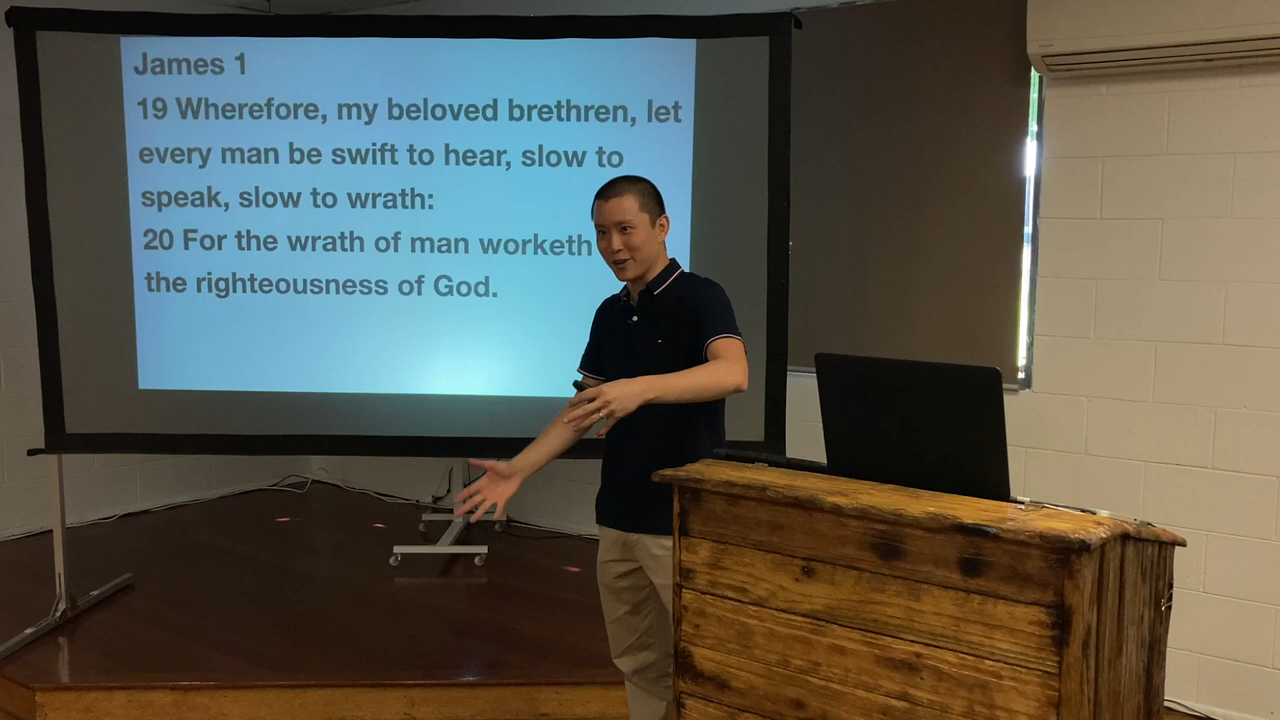 James 1
19 Wherefore, my beloved brethren, let
every man be swift to hear, slow to
speak, slow to wrath:
20 For the wrath of man worketh
the righteousness of God.